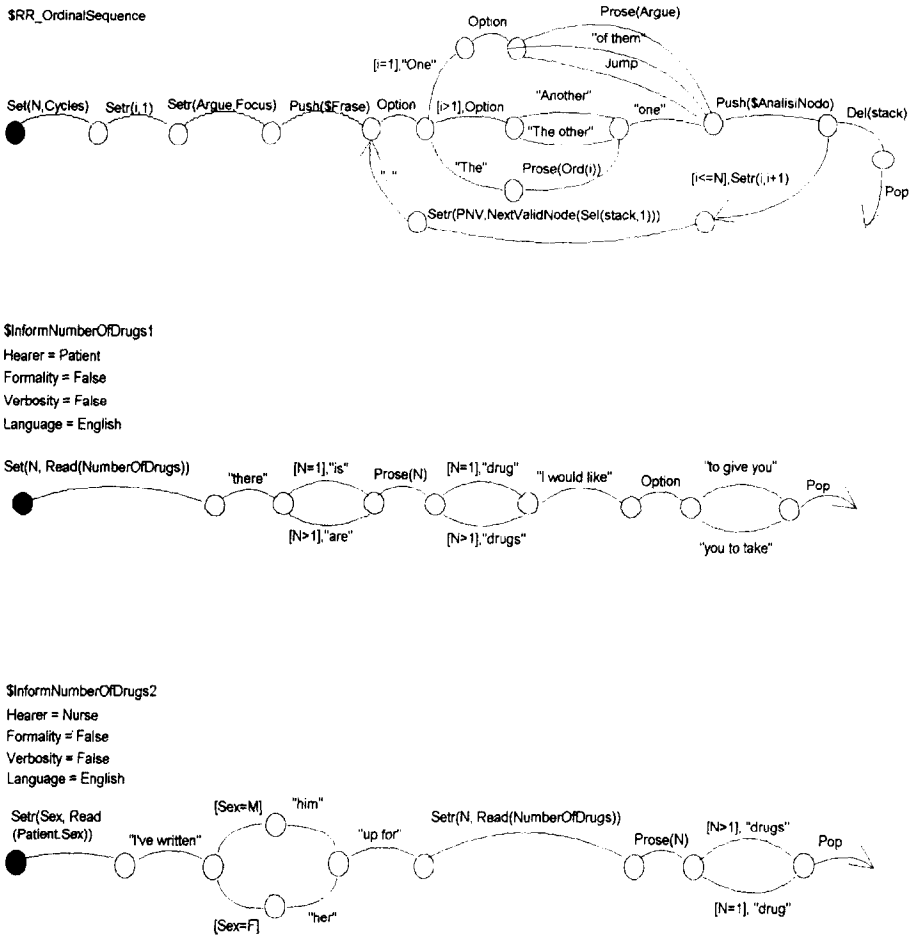 $RR_OrdinalSequence
Option
Prose(Argue)
"of them"
Jump
[i=1],"One"
Set(N,Cycles)
Setr(i,1)
Setr(Argue,Focus)
Push($Frase)
Option
[i>1],Option
"Another"
"The other"
"one"
Push($AnalisiNodo)
Del(stack)
"The"
Prose(Ord(i))
"."
[i<=N],Setr(i,i+1)
Pop
Setr(PNV,NextValidNode(Sel(stack,1)))
$InformNumberOfDrugs1
Hearer = Patient
Formality = False
Verbosity = False
Language = English
Set(N, Read(NumberOfDrugs))
"there"
[N=1],"is"
[N>1],"are"
Prose(N)
[N=1],"drug"
[N>1],"drugs"
"I would like"
Option
"to give you"
"you to take"
Pop
$InformNumberOfDrugs2
Hearer = Nurse
Formality = False
Verbosity = False
Language = English
Setr(Sex, Read
(Patient.Sex))
"I've written"
[Sex=M]
"him"
[Sex=F]
"her"
"up for"
Setr(N, Read(NumberOfDrugs))
Prose(N)
[N>1], "drugs"
[N=1], "drug"
Pop